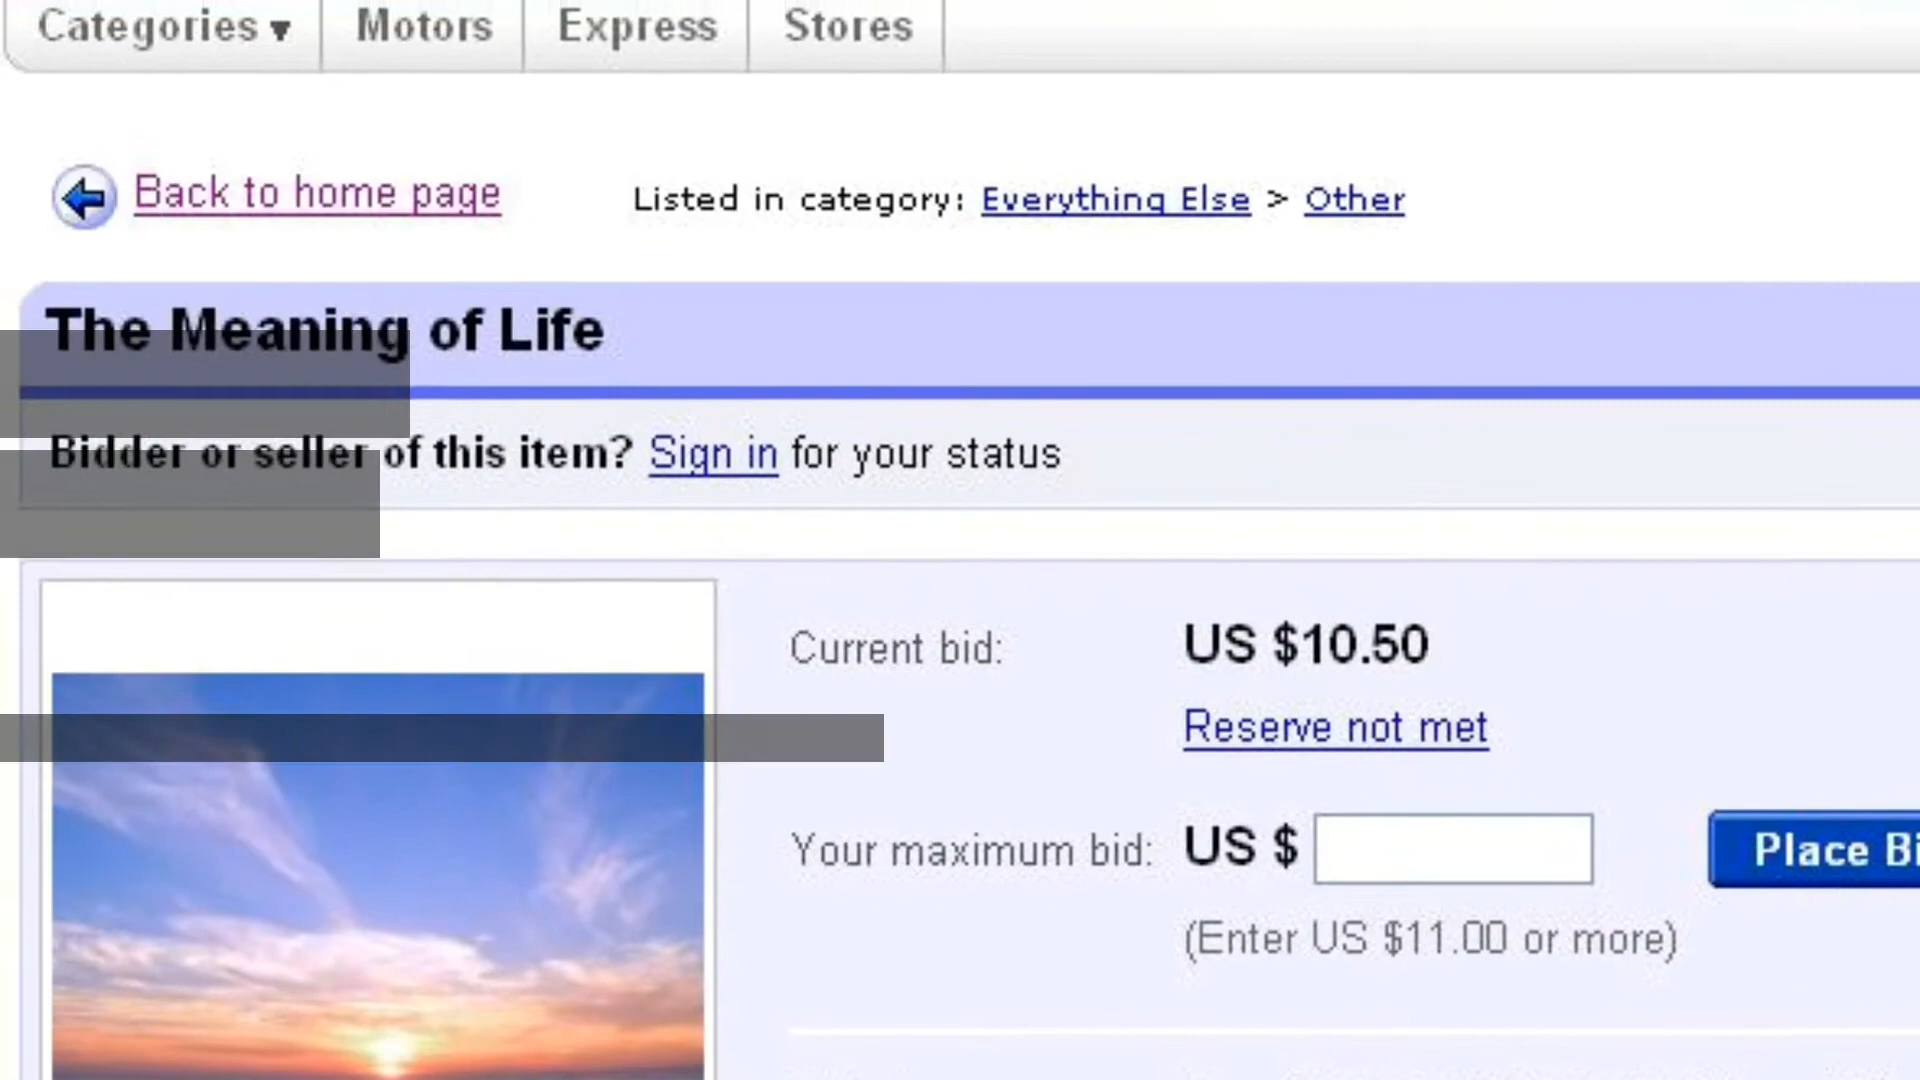 Categories ▼ Motors Express Stores
Back to home page
Listed in category: Everything Else > Other
The Meaning of Life
Bidder or seller of this item? Sign in for your status
Current bid: US $10.50
Reserve not met
Your maximum bid: US $
Place
(Enter US $11.00 or more)